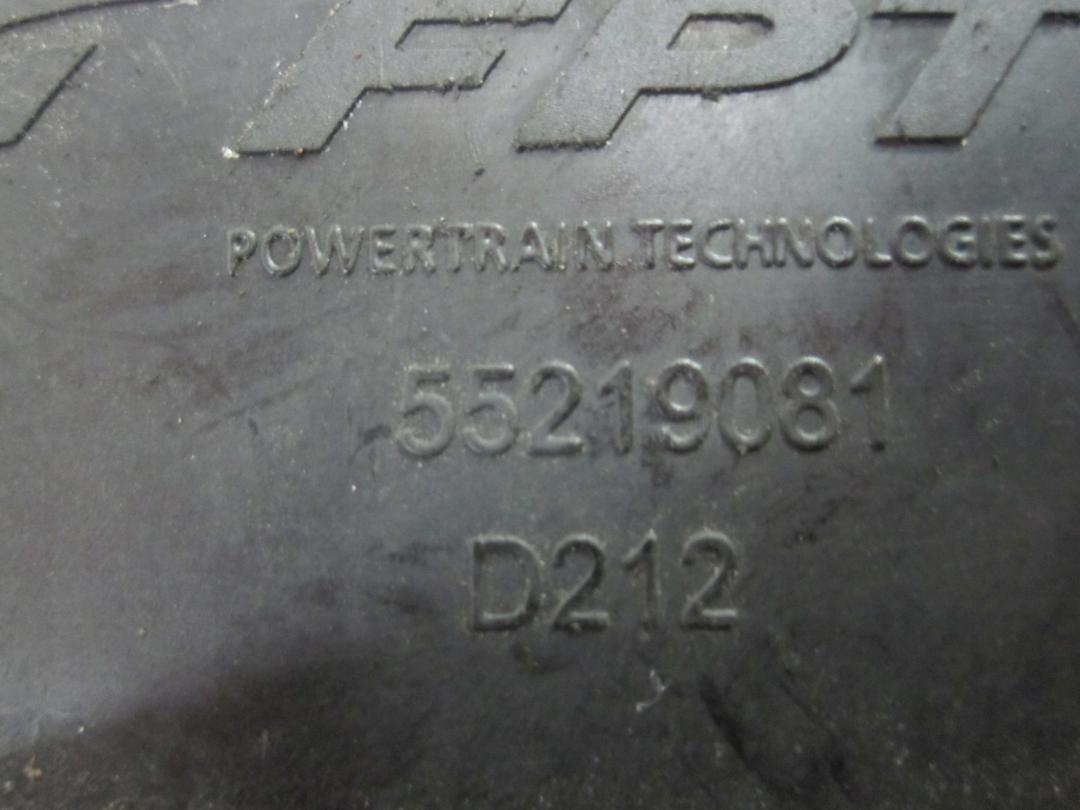 FPT
POWERTRAIN TECHNOLOGIES
55219081
D212